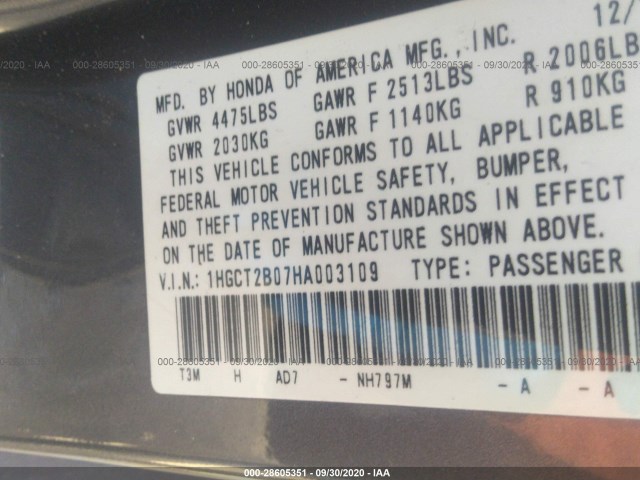 12/
MFD. BY HONDA OF AMERICA MFG., INC.
GVWR 4475LBS GAWR F 2513LBS R 2006LB
GVWR 2030KG GAWR F 1140KG R 910KG
THIS VEHICLE CONFORMS TO ALL APPLICABLE
FEDERAL MOTOR VEHICLE SAFETY, BUMPER,
AND THEFT PREVENTION STANDARDS IN EFFECT
ON THE DATE OF MANUFACTURE SHOWN ABOVE.
V.I.N.: 1HGCT2B07HA003109 TYPE: PASSENGER
T3M H AD7 - NH797M - A - A
000-28605351 - 09/30/2020 - IAA